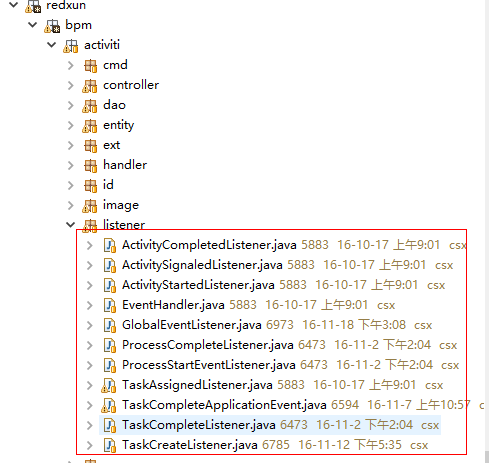 redxun
bpm
activiti
cmd
controller
dao
entity
ext
handler
id
image
listener
ActivityCompletedListener.java 5883 16-10-17 上午9:01 csx
ActivitySignaledListener.java 5883 16-10-17 上午9:01 csx
ActivityStartedListener.java 5883 16-10-17 上午9:01 csx
EventHandler.java 5883 16-10-17 上午9:01 csx
GlobalEventListener.java 6973 16-11-18 下午3:08 csx
ProcessCompleteListener.java 6473 16-11-2 下午2:04 csx
ProcessStartEventListener.java 6473 16-11-2 下午2:04 csx
TaskAssignedListener.java 5883 16-10-17 上午9:01 csx
TaskCompleteApplicationEvent.java 6594 16-11-7 上午10:57 c
TaskCompleteListener.java 6473 16-11-2 下午2:04 csx
TaskCreateListener.java 6785 16-11-12 下午5:35 csx